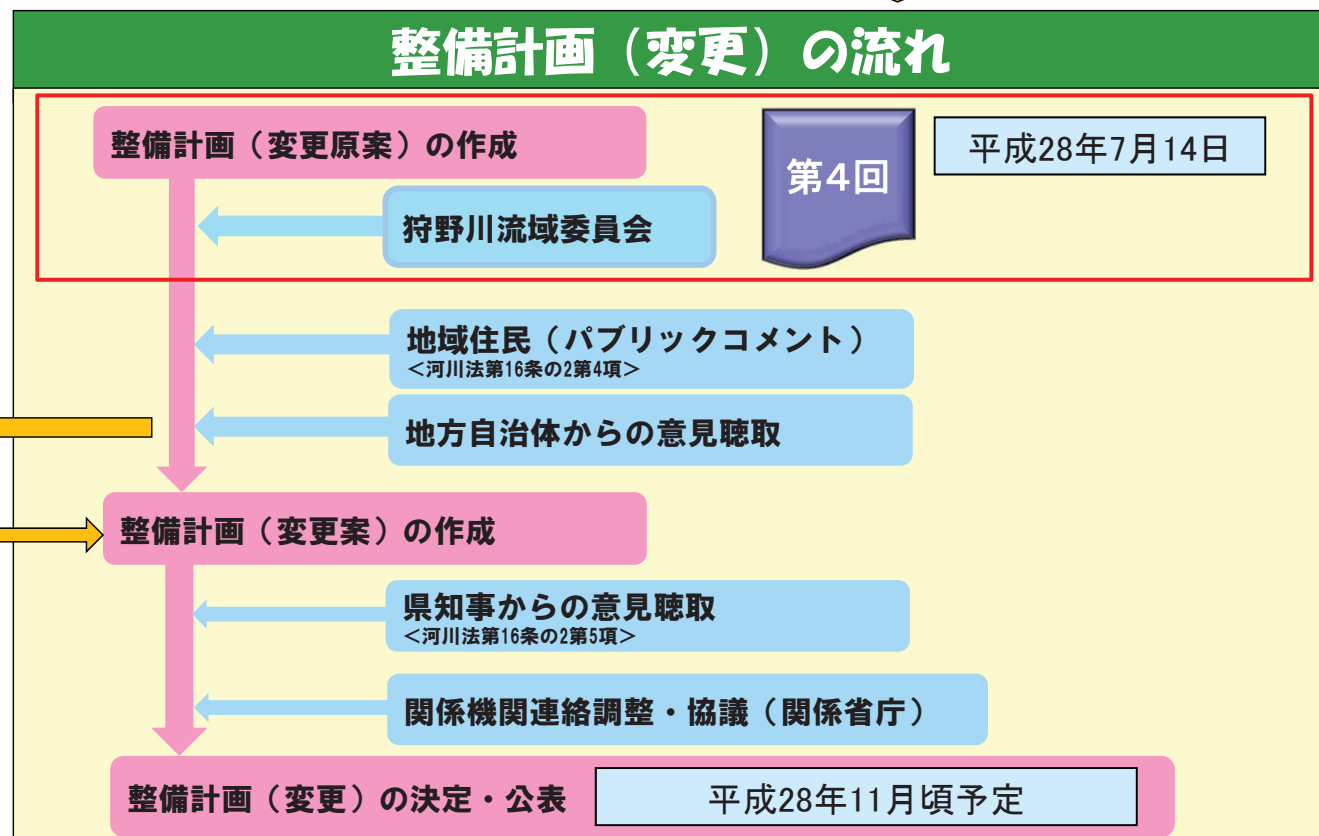 整備計画（変更）の流れ
整備計画（変更原案）の作成
第4回
平成28年7月14日
狩野川流域委員会
地域住民（パブリックコメント）
＜河川法第16条の2第4項＞
地方自治体からの意見聴取
整備計画（変更案）の作成
県知事からの意見聴取
＜河川法第16条の2第5項＞
関係機関連絡調整・協議（関係省庁）
整備計画（変更）の決定・公表
平成28年11月頃予定